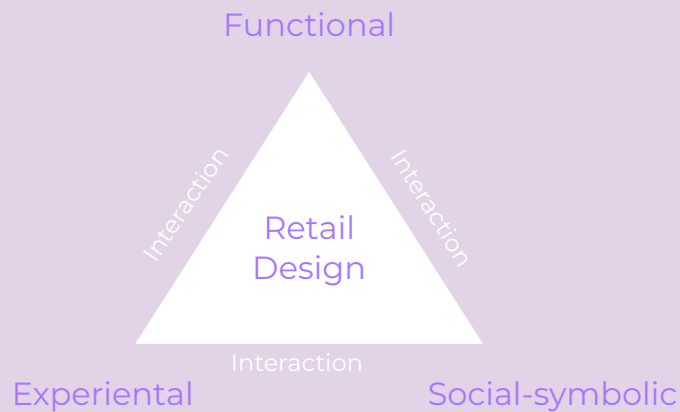 Functional
Interaction
Interaction
Retail
Design
Interaction
Experiental
Social-symbolic